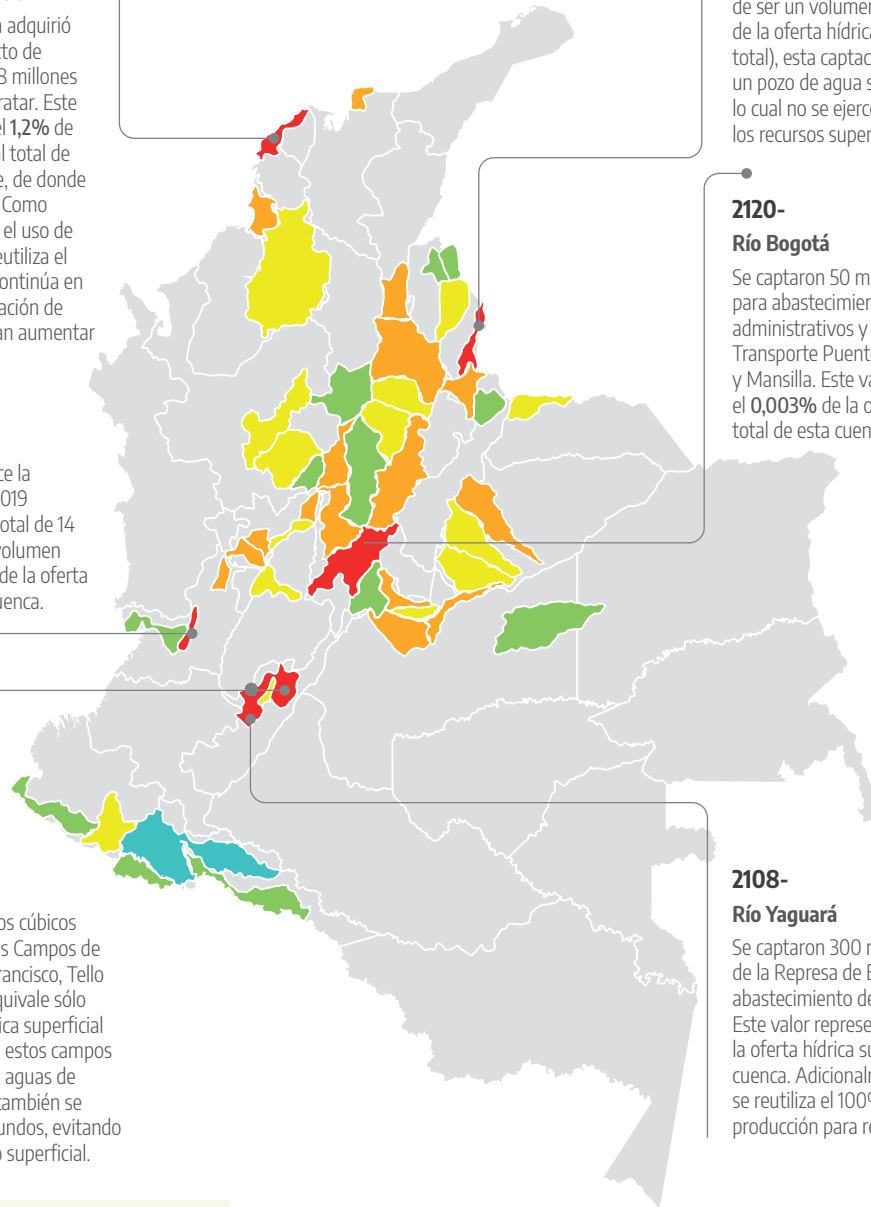 adquirió
to de
8 millones
ratar. Este
el 1,2% de
al total de
e, de donde
Como
el uso de
eutiliza el
ontinúa en
ación de
an aumentar
ce la
019
otal de 14
volumen
de la oferta
uenca.
os cúbicos
s Campos de
rancisco, Tello
quivale sólo
ica superficial
estos campos
aguas de
también se
undos, evitando
superficial.
de ser un volumen
de la oferta hídrica
total), esta captac
un pozo de agua s
lo cual no se ejerc
los recursos super
2120-
Río Bogotá
Se captaron 50 m
para abastecimien
administrativos y
Transporte Puent
y Mansilla. Este va
el 0,003% de la o
total de esta cuen
2108-
Río Yaguará
Se captaron 300 m
de la Represa de
abastecimiento de
Este valor represe
la oferta hídrica su
cuenca. Adicionalm
se reutiliza el 100%
producción para re